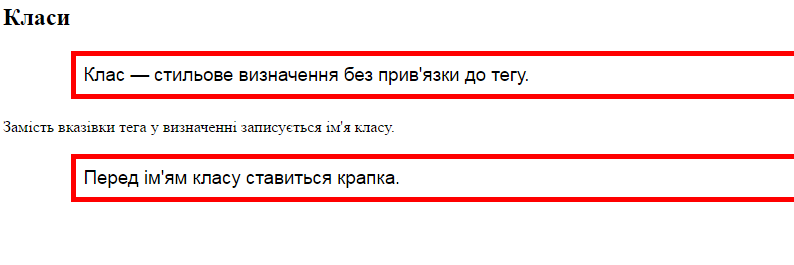 Класи
Клас — стильове визначення без прив'язки до тегу.
Замість вказівки тега у визначенні записується ім'я класу.
Перед ім'ям класу ставиться крапка.